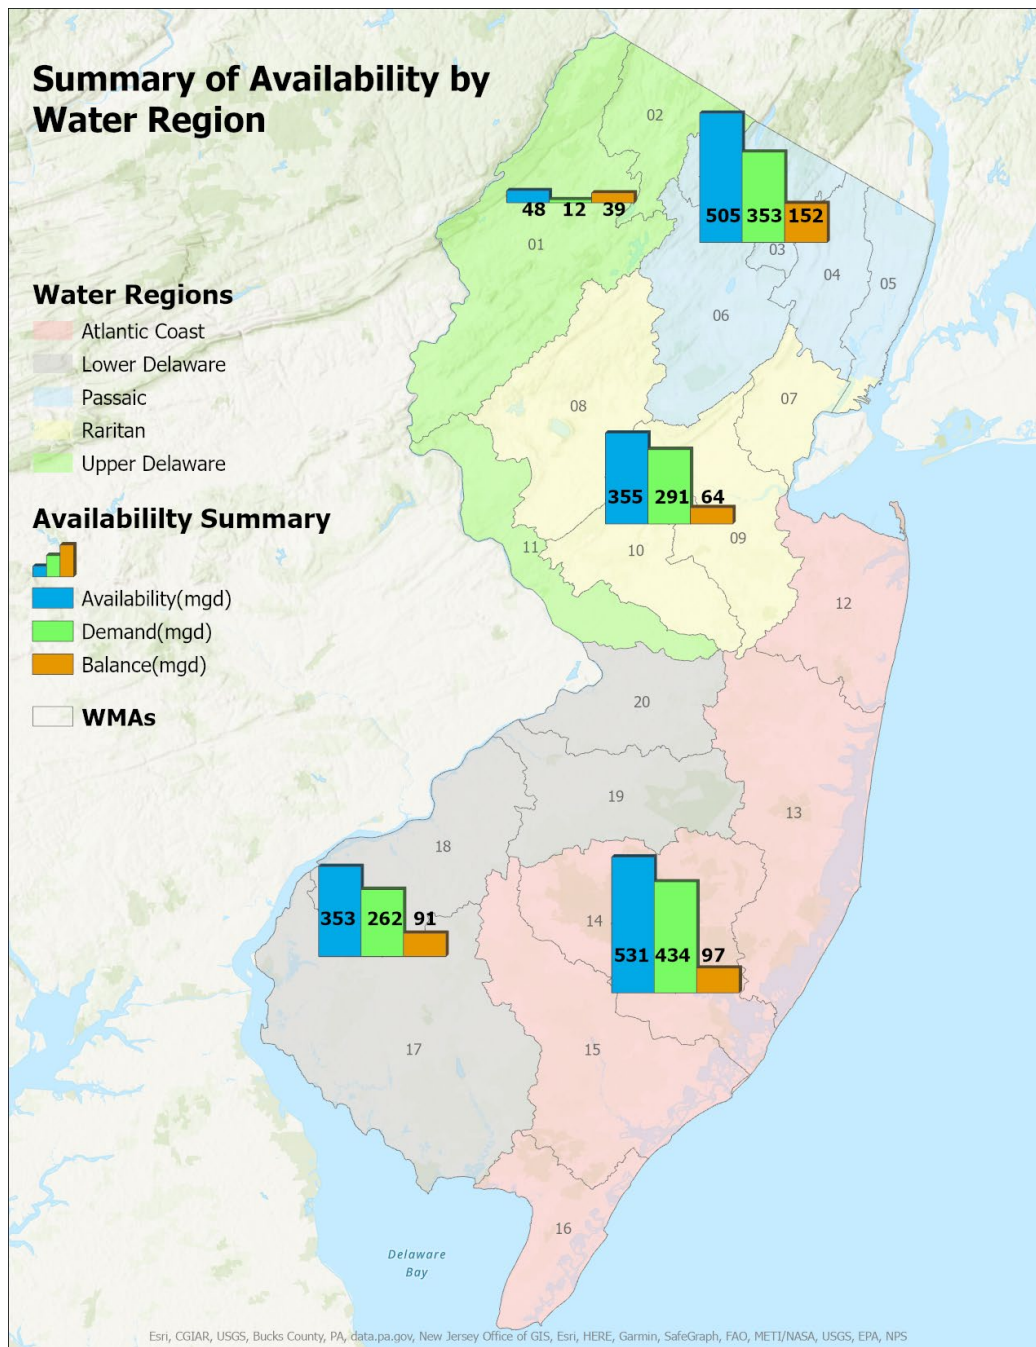 Summary of Availability by
Water Region
02
505 353 152
48 12 39
01
03
04
05
06
Water Regions
Atlantic Coast
Lower Delaware
Passaic
Raritan
Upper Delaware
08
07
355 291 64
Availabililty Summary
11
10
09
Availability(mgd)
Demand(mgd)
Balance(mgd)
WMAs
12
20
19
13
18
353 262 91
14
531 434 97
17
15
16
Delaware
Bay
Esri, CGIAR, USGS, Bucks County, PA, data.pa.gov, New Jersey Office of GIS, Esri, HERE, Garmin, SafeGraph, FAO, METI/NASA, USGS, EPA, NPS